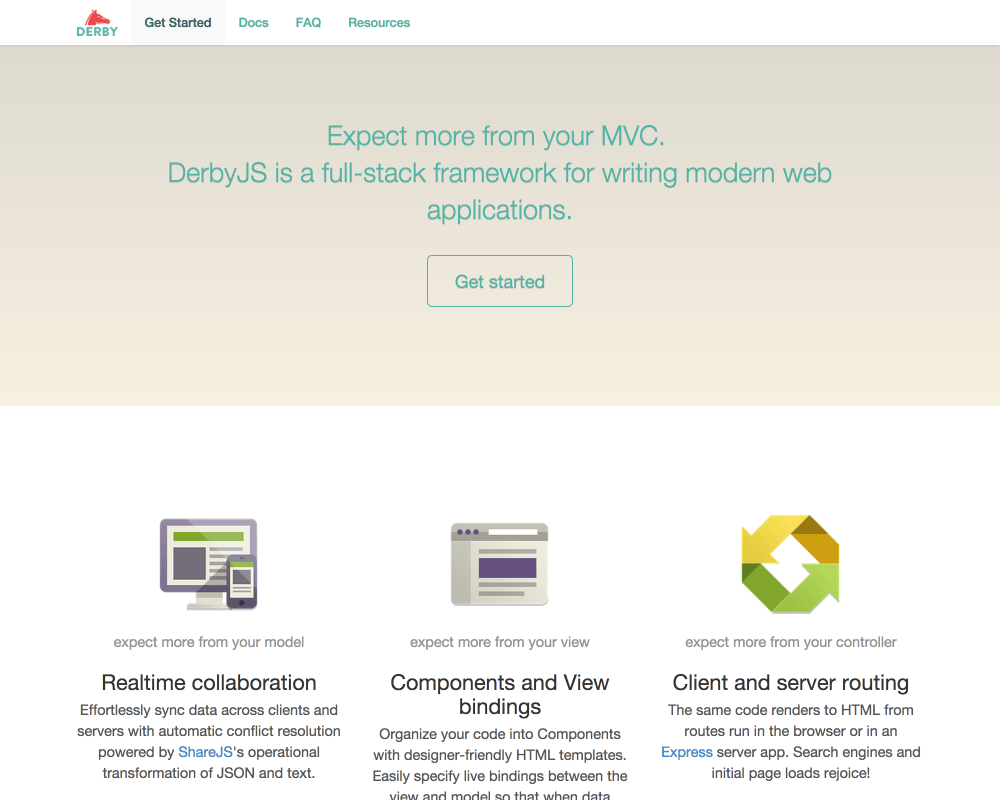 DERBY
Get Started
Docs
FAQ
Resources
Expect more from your MVC.
DerbyJS is a full-stack framework for writing modern web
applications.
Get started
expect more from your model
Realtime collaboration
Effortlessly sync data across clients and
servers with automatic conflict resolution
powered by ShareJS's operational
transformation of JSON and text.
expect more from your view
Components and View
bindings
Organize your code into Components
with designer-friendly HTML templates.
Easily specify live bindings between the
view and model so that when data
expect more from your controller
Client and server routing
The same code renders to HTML from
routes run in the browser or in an
Express server app. Search engines and
initial page loads rejoice!